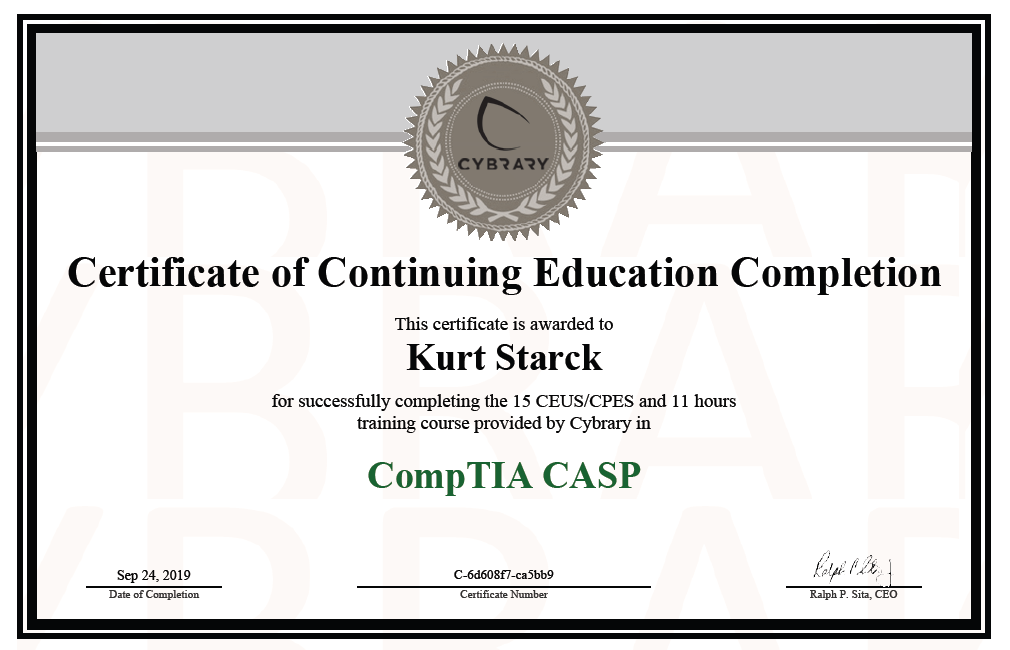 CYBRARY
Certificate of Continuing Education Completion
This certificate is awarded to
Kurt Starck
for successfully completing the 15 CEUS/CPES and 11 hours
training course provided by Cybrary in
CompTIA CASP
Sep 24, 2019
Date of Completion
C-6d608f7-ca5bb9
Certificate Number
Ralph P. Sita, CEO